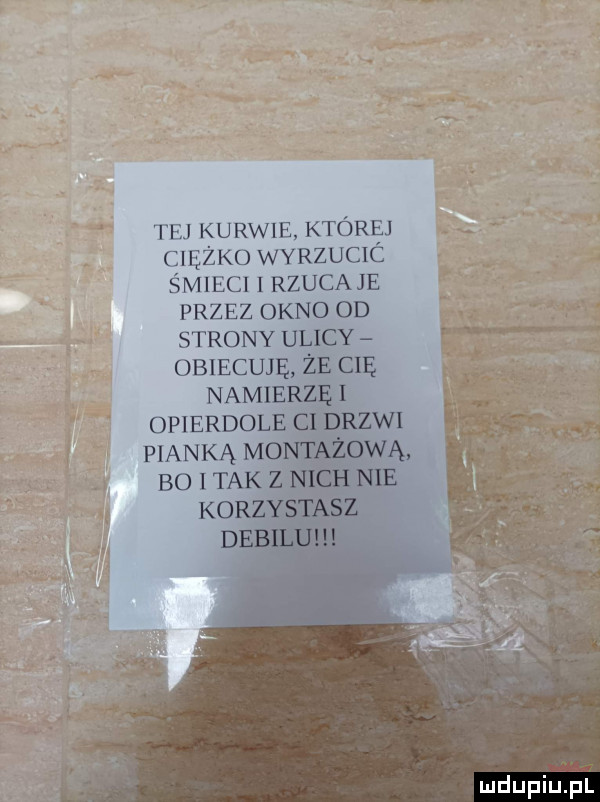 TEJ KURWIE, KTÓREJ
CIĘŻKO WYRZUCIĆ
ŚMIECI I RZUCA JE
PRZEZ OKNO OD
STRONY ULICY –
OBIECUJĘ, ŻE CIĘ
NAMIERZĘ I
OPIERDOLE CI DRZWI
PIANKĄ MONTAŻOWĄ,
BO I TAK Z NICH NIE
KORZYSTASZ
DEBILU!!!
mdupiu.pl